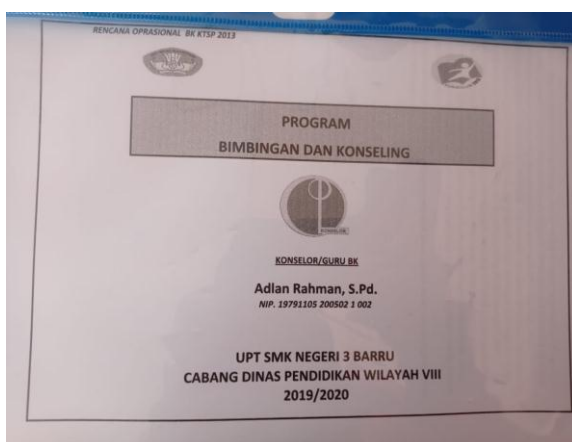 RENCANA OPRASIONAL BK KTSP 2013
PROGRAM
BIMBINGAN DAN KONSELING
KONSELOR
KONSELOR/GURU BK
Adlan Rahman, S.Pd.
NIP. 19791105 200502 1 002
UPT SMK NEGERI 3 BARRU
CABANG DINAS PENDIDIKAN WILAYAH VIII
2019/2020